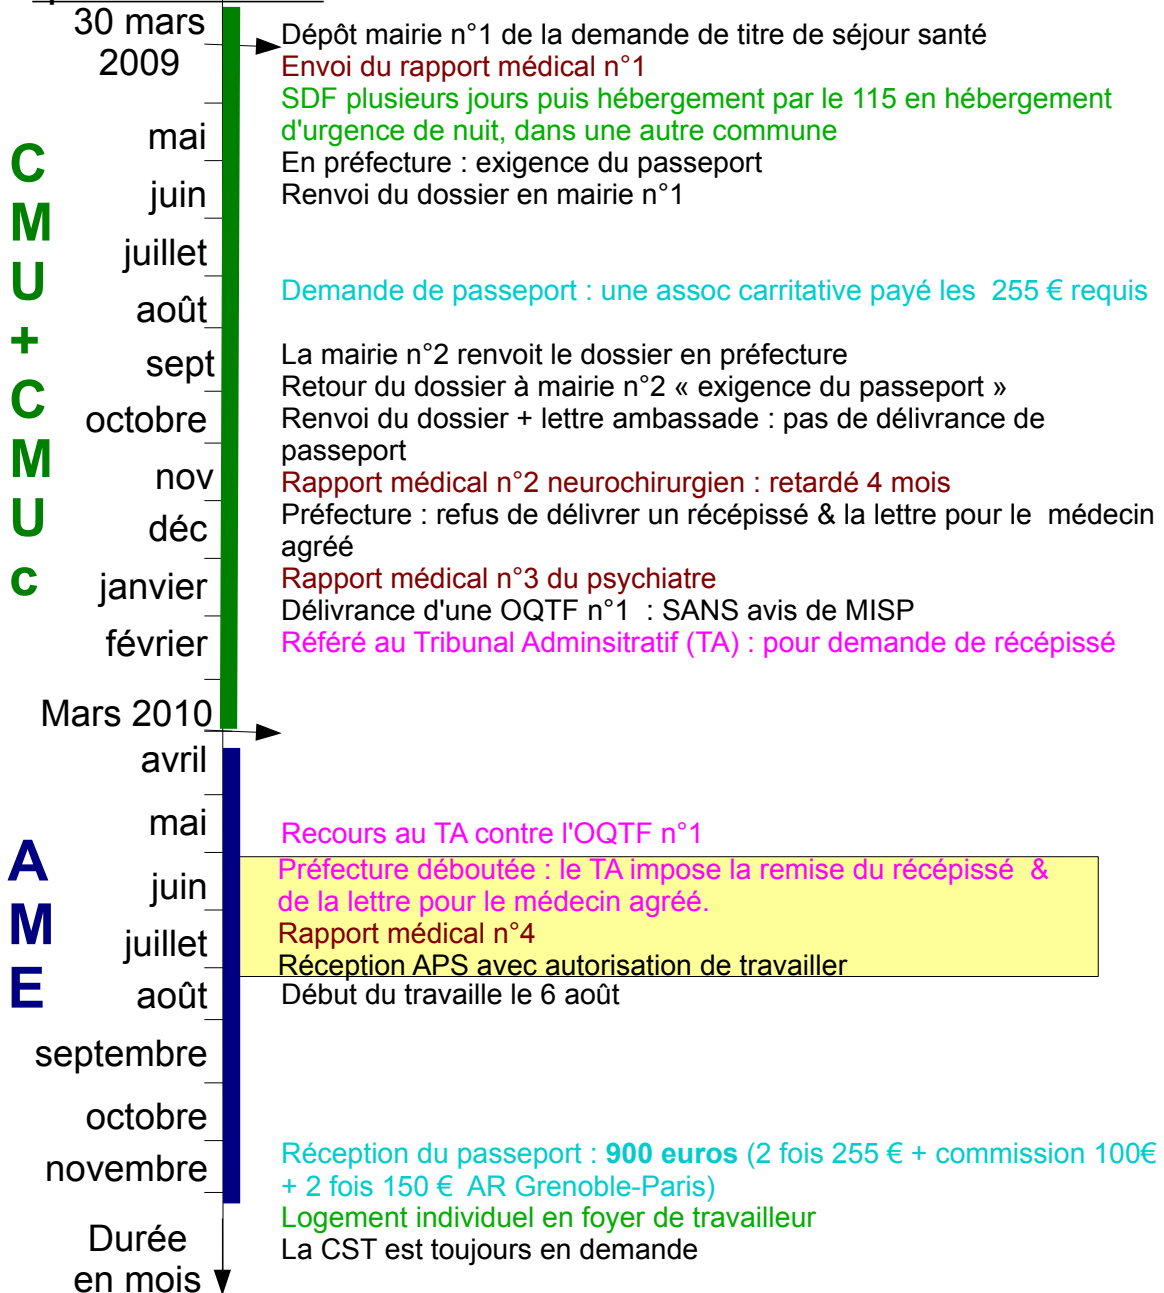 30 mars
2009
Dépôt mairie n°1 de la demande de titre de séjour santé
Envoi du rapport médical n°1
SDF plusieurs jours puis hébergement par le 115 en hébergement
d'urgence de nuit, dans une autre commune
mai
En préfecture : exigence du passeport
juin
Renvoi du dossier en mairie n°1
juillet
Demande de passeport : une assoc carritative payé les 255 € requis
août
sept
La mairie n°2 renvoit le dossier en préfecture
Retour du dossier à mairie n°2 « exigence du passeport »
octobre
Renvoi du dossier + lettre ambassade : pas de délivrance de
passeport
nov
Rapport médical n°2 neurochirurgien : retardé 4 mois
déc
Préfecture : refus de délivrer un récépissé & la lettre pour le médecin
agréé
janvier
Rapport médical n°3 du psychiatre
Délivrance d'une OQTF n°1 : SANS avis de MISP
février
Référé au Tribunal Adminsitratif (TA) : pour demande de récépissé
C
M
U
+
C
M
U
c
Mars 2010
avril
mai
Recours au TA contre l'OQTF n°1
juin
Préfecture déboutée : le TA impose la remise du récépissé &
de la lettre pour le médecin agréé.
juillet
Rapport médical n°4
Réception APS avec autorisation de travailler
août
Début du travaille le 6 août
A
M
E
septembre
octobre
novembre
Réception du passeport : 900 euros (2 fois 255 € + commission 100€
+ 2 fois 150 € AR Grenoble-Paris)
Logement individuel en foyer de travailleur
La CST est toujours en demande
Durée
en mois